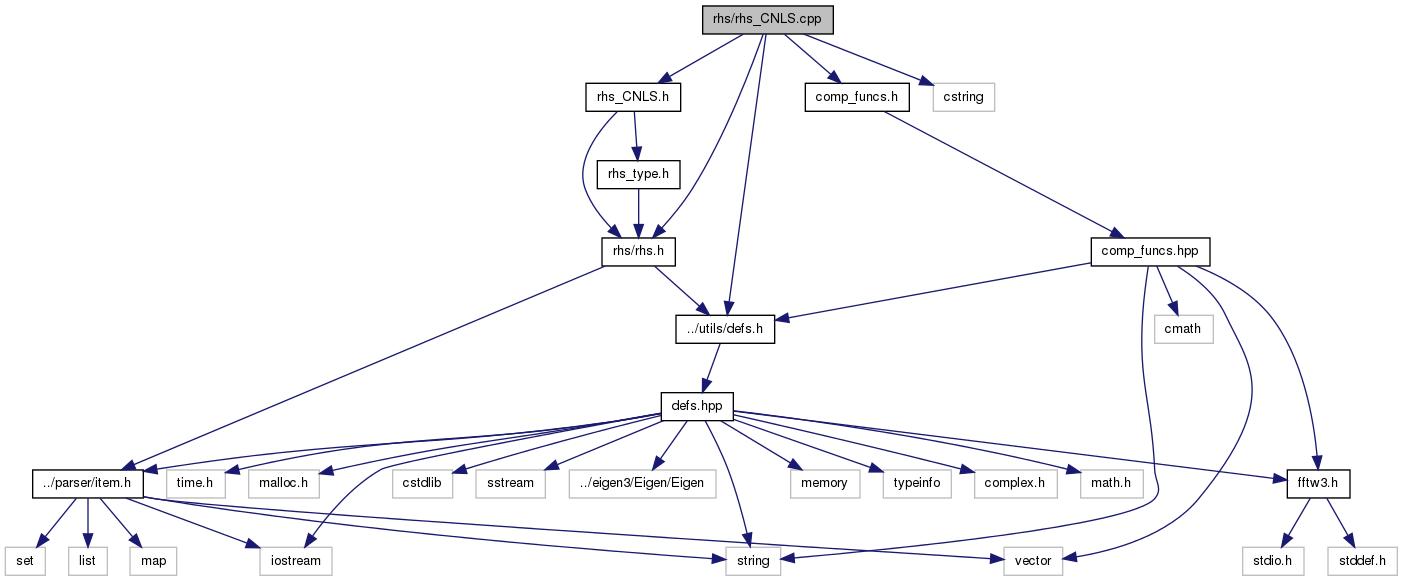 rhs/rhs_CNLS.cpp
rhs_CNLS.h
comp_funcs.h
cstring
rhs_type.h
rhs/rhs.h
comp_funcs.hpp
../utils/defs.h
cmath
defs.hpp
../parser/item.h
time.h
malloc.h
cstdlib
sstream
../eigen3/Eigen/Eigen
memory
typeinfo
complex.h
math.h
fftw3.h
set
list
map
iostream
string
vector
stdio.h
stddef.h